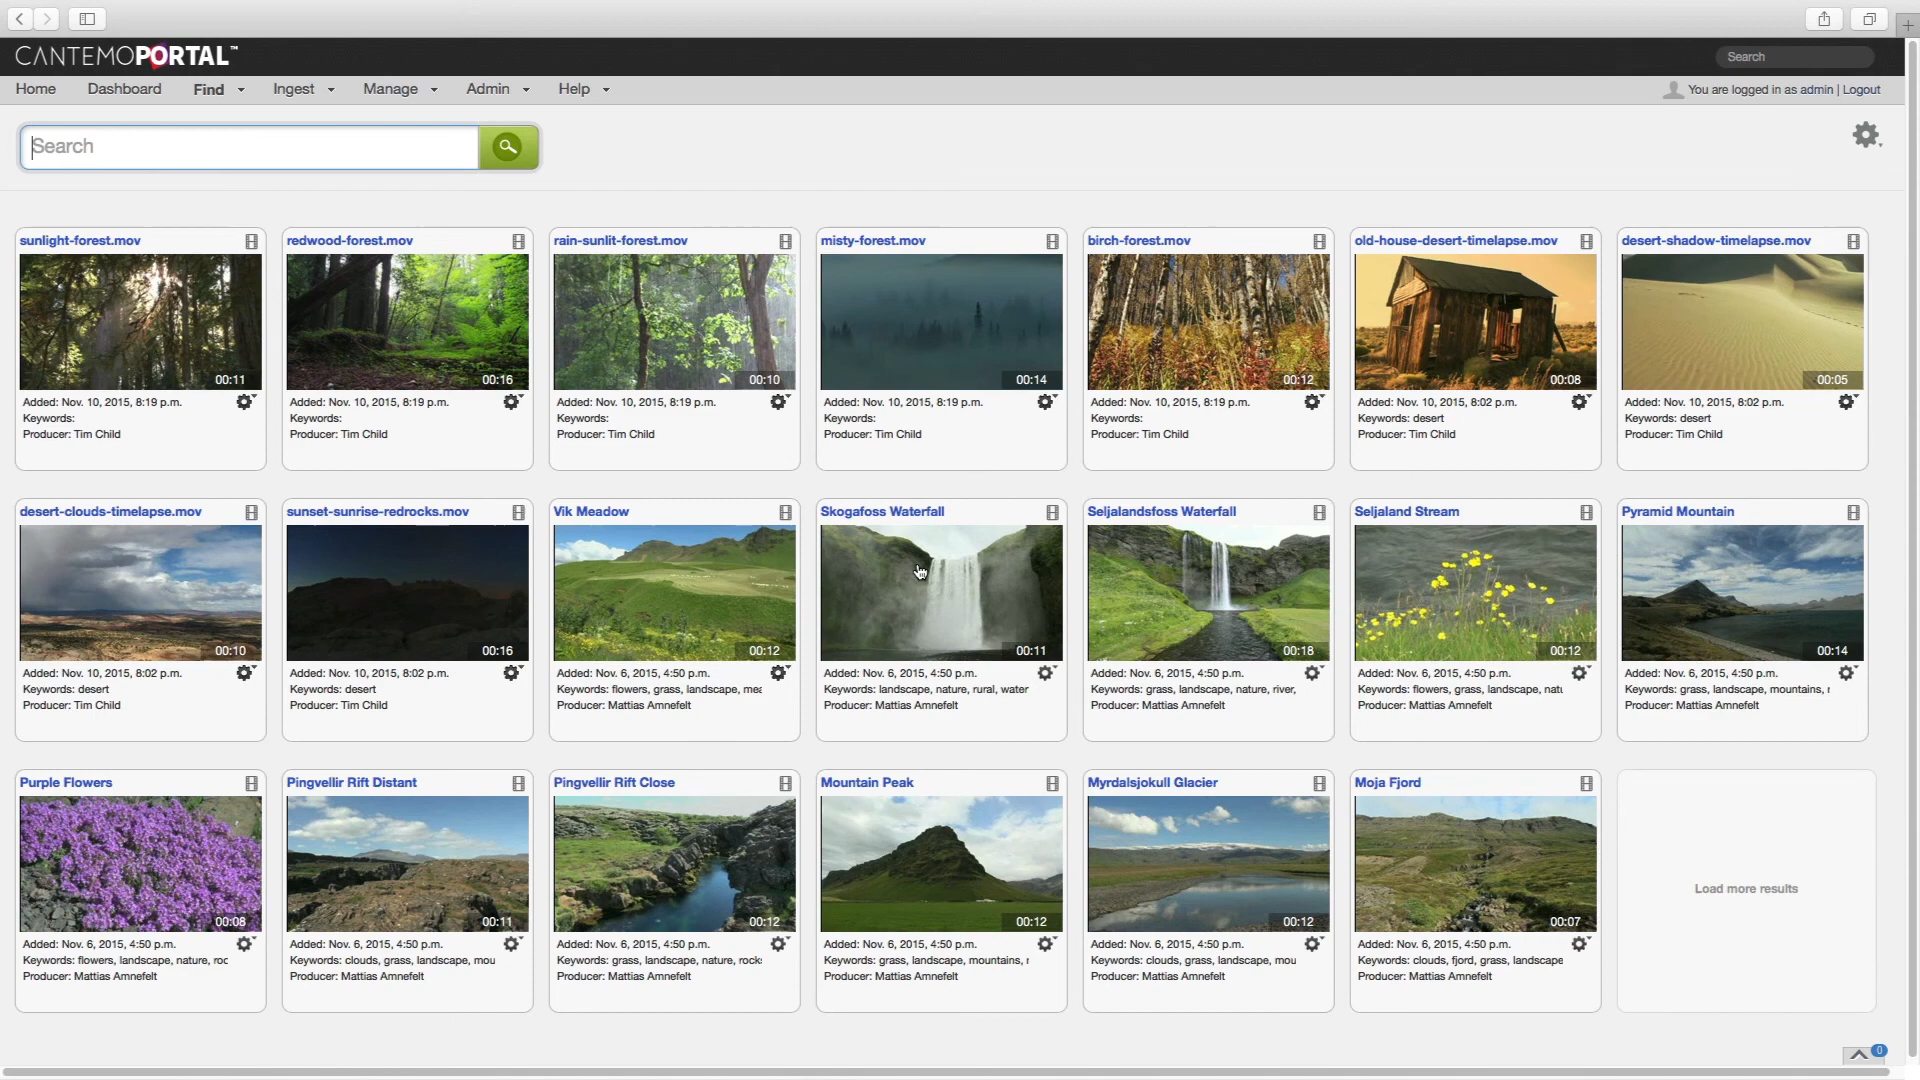 CANTEMOPORTAL™
Search
Home Dashboard Find Ingest Manage Admin Help
You are logged in as admin | Logout
Search
sunlight-forest.mov
00:11
Added: Nov. 10, 2015, 8:19 p.m.
Keywords:
Producer: Tim Child
redwood-forest.mov
00:16
Added: Nov. 10, 2015, 8:19 p.m.
Keywords:
Producer: Tim Child
rain-sunlit-forest.mov
00:10
Added: Nov. 10, 2015, 8:19 p.m.
Keywords:
Producer: Tim Child
misty-forest.mov
00:14
Added: Nov. 10, 2015, 8:19 p.m.
Keywords:
Producer: Tim Child
birch-forest.mov
00:12
Added: Nov. 10, 2015, 8:19 p.m.
Keywords:
Producer: Tim Child
old-house-desert-timelapse.mov
00:08
Added: Nov. 10, 2015, 8:02 p.m.
Keywords: desert
Producer: Tim Child
desert-shadow-timelapse.mov
00:05
Added: Nov. 10, 2015, 8:02 p.m.
Keywords: desert
Producer: Tim Child
desert-clouds-timelapse.mov
00:10
Added: Nov. 10, 2015, 8:02 p.m.
Keywords: desert
Producer: Tim Child
sunset-sunrise-redrocks.mov
00:16
Added: Nov. 10, 2015, 8:02 p.m.
Keywords: desert
Producer: Tim Child
Vik Meadow
00:12
Added: Nov. 6, 2015, 4:50 p.m.
Keywords: flowers, grass, landscape, mea
Producer: Mattias Amnefelt
Skogafoss Waterfall
00:11
Added: Nov. 6, 2015, 4:50 p.m.
Keywords: landscape, nature, rural, water
Producer: Mattias Amnefelt
Seljalandsfoss Waterfall
00:18
Added: Nov. 6, 2015, 4:50 p.m.
Keywords: grass, landscape, nature, river,
Producer: Mattias Amnefelt
Seljaland Stream
00:12
Added: Nov. 6, 2015, 4:50 p.m.
Keywords: flowers, grass, landscape, natu
Producer: Mattias Amnefelt
Pyramid Mountain
00:14
Added: Nov. 6, 2015, 4:50 p.m.
Keywords: grass, landscape, mountains, r
Producer: Mattias Amnefelt
Purple Flowers
00:08
Added: Nov. 6, 2015, 4:50 p.m.
Keywords: flowers, landscape, nature, roc
Producer: Mattias Amnefelt
Pingvellir Rift Distant
00:11
Added: Nov. 6, 2015, 4:50 p.m.
Keywords: clouds, grass, landscape, mou
Producer: Mattias Amnefelt
Pingvellir Rift Close
00:12
Added: Nov. 6, 2015, 4:50 p.m.
Keywords: grass, landscape, nature, rocks
Producer: Mattias Amnefelt
Mountain Peak
00:12
Added: Nov. 6, 2015, 4:50 p.m.
Keywords: grass, landscape, mountains, r
Producer: Mattias Amnefelt
Myrdalsjokull Glacier
00:12
Added: Nov. 6, 2015, 4:50 p.m.
Keywords: clouds, grass, landscape, mou
Producer: Mattias Amnefelt
Moja Fjord
00:07
Added: Nov. 6, 2015, 4:50 p.m.
Keywords: clouds, fjord, grass, landscape
Producer: Mattias Amnefelt
Load more results
0